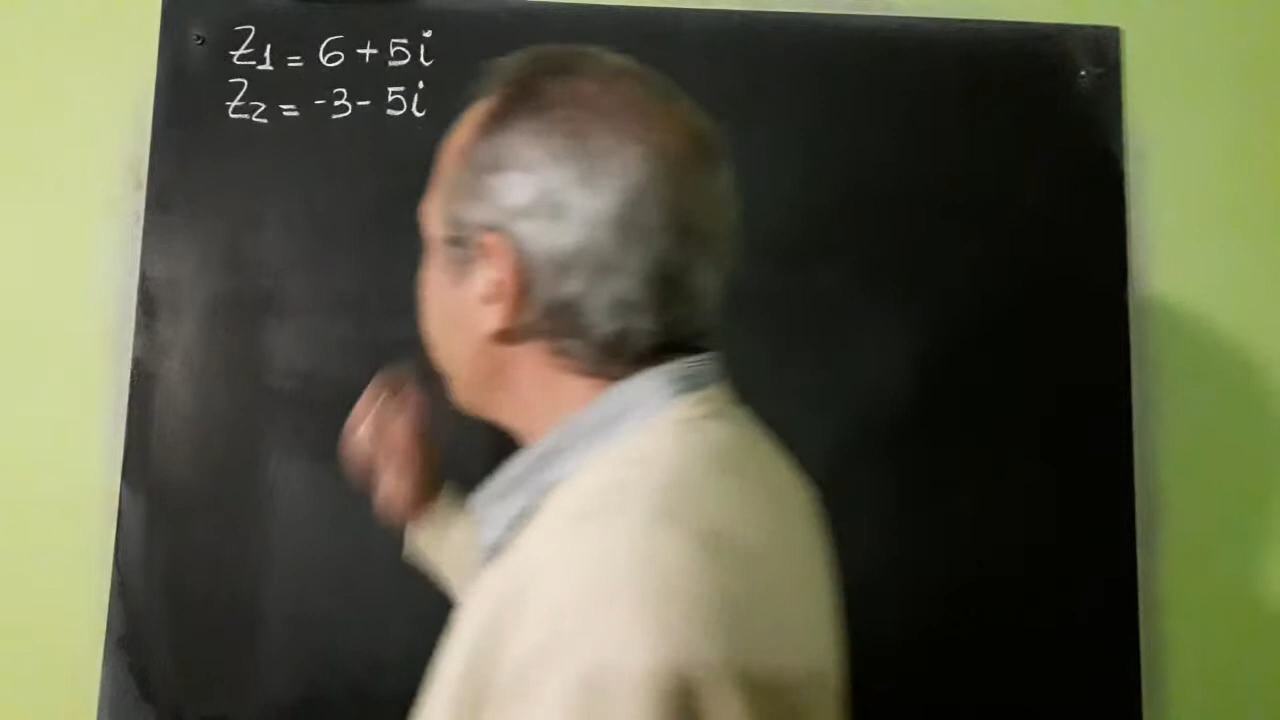 Z1 = 6 + 5i
Z2 = -3 - 5i